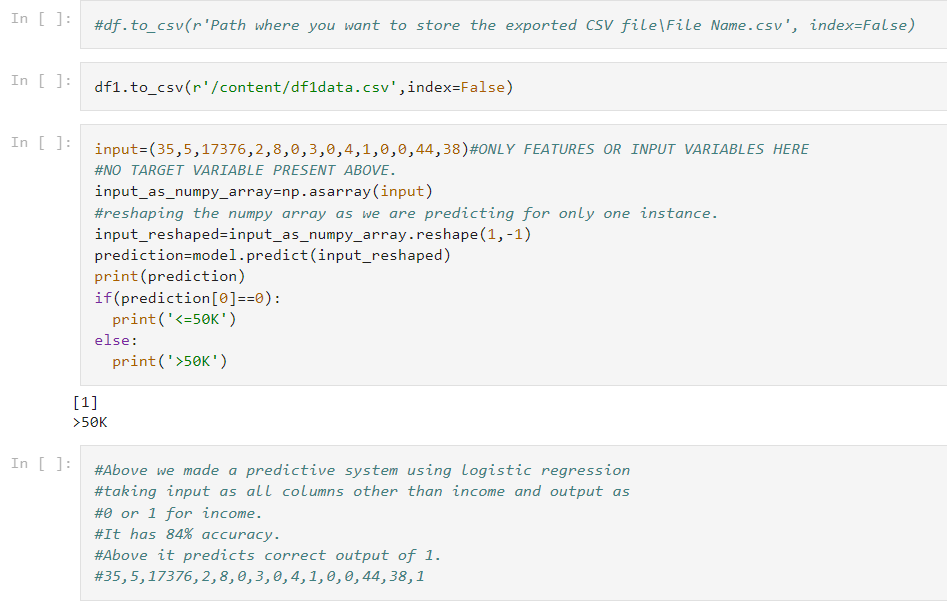 In [ ]: #df.to_csv(r'Path where you want to store the exported CSV file\File Name.csv', index=False)
In [ ]: df1.to_csv(r'/content/df1data.csv',index=False)
In [ ]: input=(35,5,17376,2,8,0,3,0,4,1,0,0,44,38)#ONLY FEATURES OR INPUT VARIABLES HERE
#NO TARGET VARIABLE PRESENT ABOVE.
input_as_numpy_array=np.asarray(input)
#reshaping the numpy array as we are predicting for only one instance.
input_reshaped=input_as_numpy_array.reshape(1,-1)
prediction=model.predict(input_reshaped)
print(prediction)
if(prediction[0]==0):
  print('<=50K')
else:
  print('>50K')
[1]
>50K
In [ ]: #Above we made a predictive system using logistic regression
#taking input as all columns other than income and output as
#0 or 1 for income.
#It has 84% accuracy.
#Above it predicts correct output of 1.
#35,5,17376,2,8,0,3,0,4,1,0,0,44,38,1